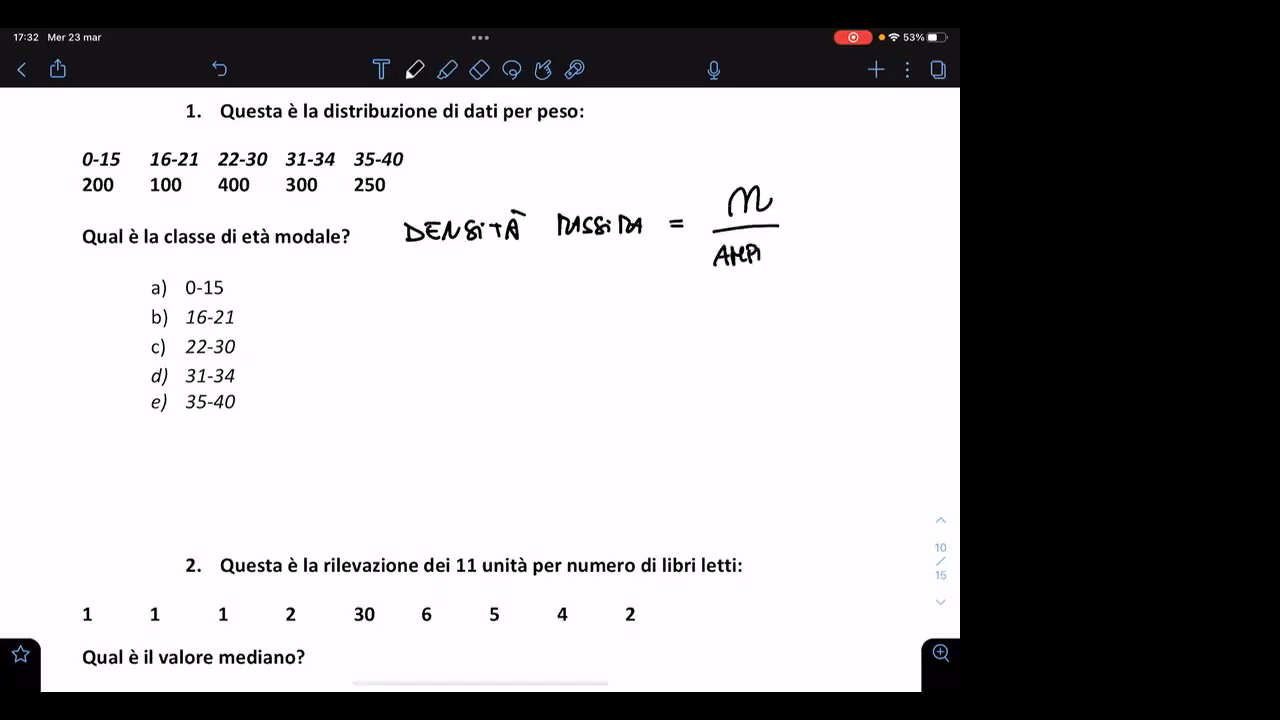 17:32 Mer 23 mar
53%
1. Questa è la distribuzione di dati per peso:
0-15 16-21 22-30 31-34 35-40
200 100 400 300 250
Qual è la classe di età modale?
DENSITÀ MASSIMA = n
AMPI
a) 0-15
b) 16-21
c) 22-30
d) 31-34
e) 35-40
10
/
15
2. Questa è la rilevazione dei 11 unità per numero di libri letti:
1 1 1 2 30 6 5 4 2
Qual è il valore mediano?